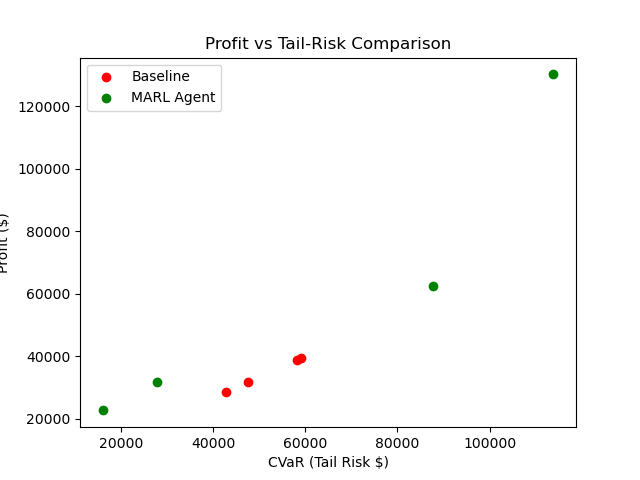 Profit vs Tail-Risk Comparison
Baseline
MARL Agent
120000
100000
80000
60000
40000
20000
Profit ($)
20000 40000 60000 80000 100000
CVaR (Tail Risk $)